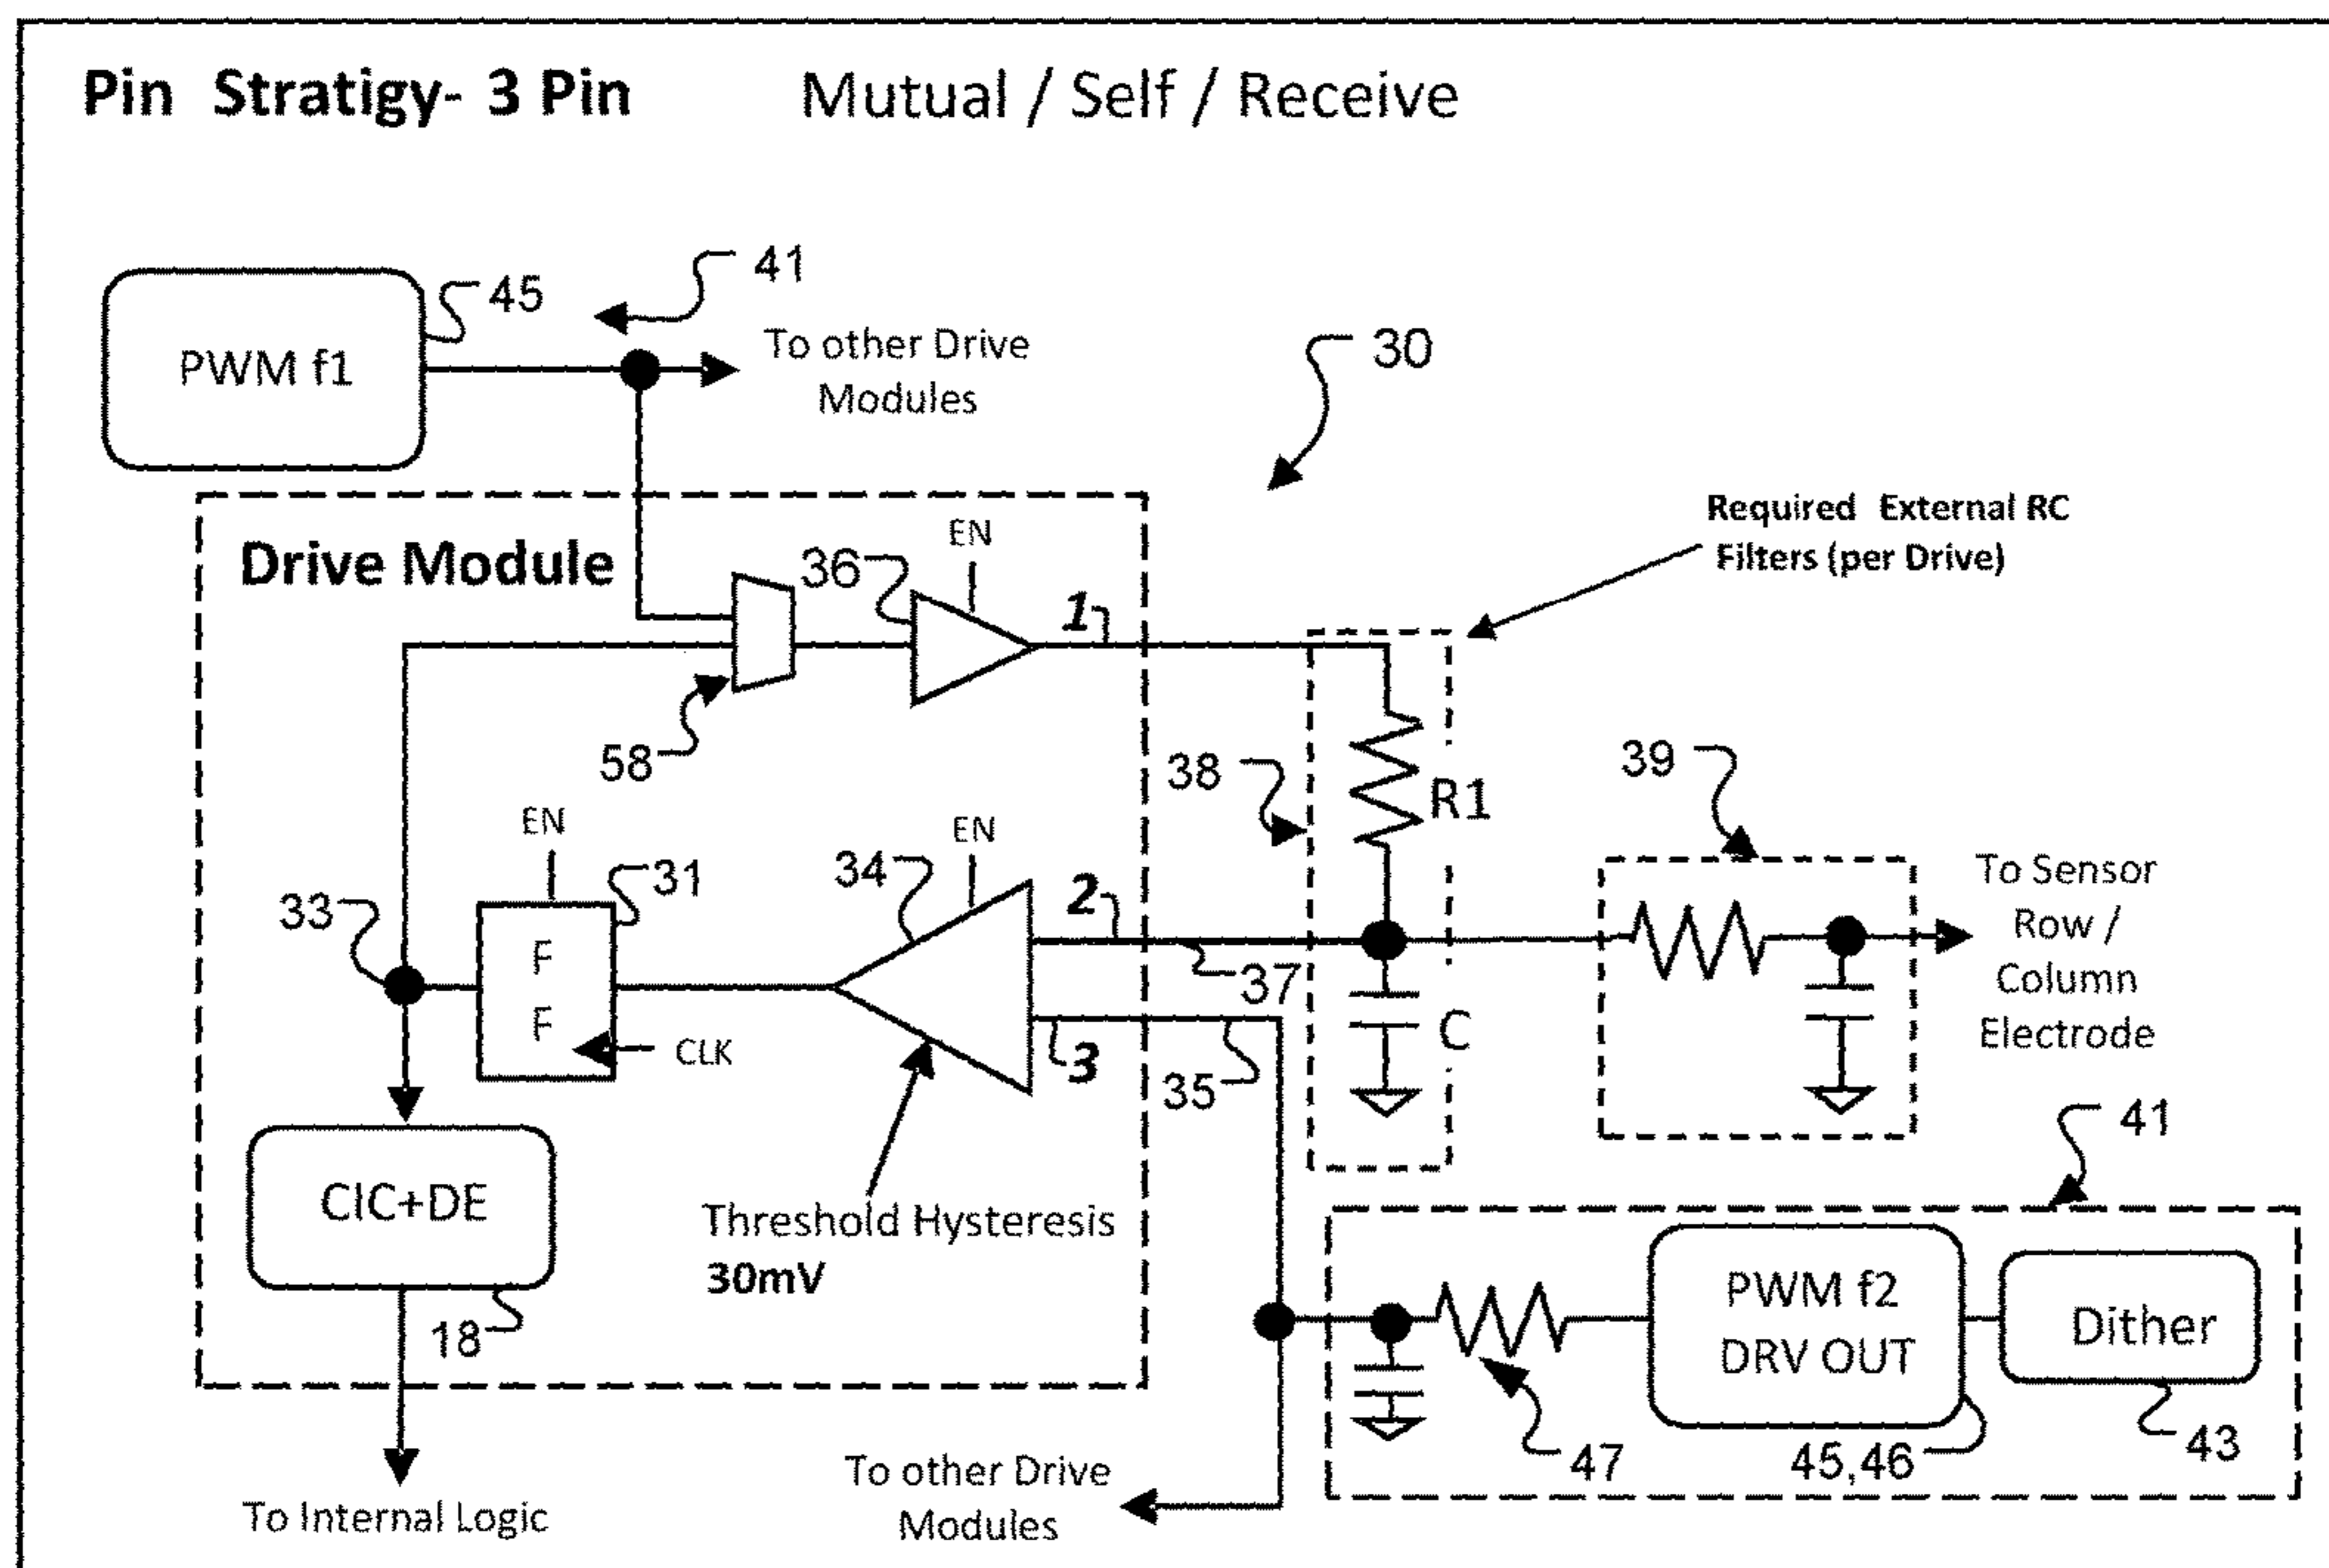 Pin Stratigy- 3 Pin Mutual / Self / Receive
41
45
PWM f1
To other Drive
Modules
30
Required External RC
Filters (per Drive)
Drive Module
36
EN
1
58
38
R1
39
EN
EN
34
31
33
2
37
F
F
CLK
3
35
C
To Sensor
Row /
Column
Electrode
41
CIC+DE
18
Threshold Hysteresis
30mV
PWM f2
DRV OUT
Dither
47
45,46
43
To other Drive
Modules
To Internal Logic